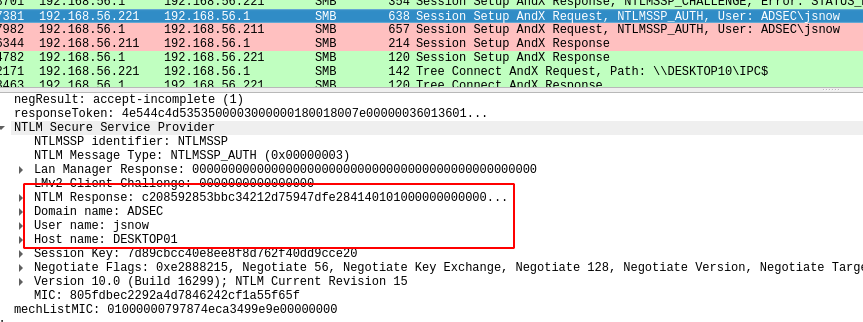 3701 192.168.56.1 192.168.56.221 SMB 354 Session Setup AndX Response, NTLMSSP_CHALLENGE, Error: STATUS_
7381 192.168.56.221 192.168.56.1 SMB 638 Session Setup AndX Request, NTLMSSP_AUTH, User: ADSEC\jsnow
7982 192.168.56.1 192.168.56.211 SMB 657 Session Setup AndX Request, NTLMSSP_AUTH, User: ADSEC\jsnow
6344 192.168.56.211 192.168.56.1 SMB 214 Session Setup AndX Response
4782 192.168.56.1 192.168.56.221 SMB 120 Session Setup AndX Response
2171 192.168.56.221 192.168.56.1 SMB 142 Tree Connect AndX Request, Path: \\DESKTOP10\IPC$
3463 192.168.56.1 192.168.56.221 SMB 120 Tree Connect AndX Response
negResult: accept-incomplete (1)
responseToken: 4e544c4d535350000300000018001800​7e00000036013601...
NTLM Secure Service Provider
NTLMSSP identifier: NTLMSSP
NTLM Message Type: NTLMSSP_AUTH (0x00000003)
Lan Manager Response: 000000000000000000000000000000000000000000000000
LMv2 Client Challenge: 0000000000000000
NTLM Response: c208592853bbc34212d75947dfe284140101000000000000...
Domain name: ADSEC
User name: jsnow
Host name: DESKTOP01
Session Key: 7d89cbcc40e8ee8f8d762f40dd9cce20
Negotiate Flags: 0xe2888215, Negotiate 56, Negotiate Key Exchange, Negotiate 128, Negotiate Version, Negotiate Targe
Version 10.0 (Build 16299); NTLM Current Revision 15
MIC: 805fdbec2292a4d7846242cf1a55f65f
mechListMIC: 01000000797874eca3499e9e00000000